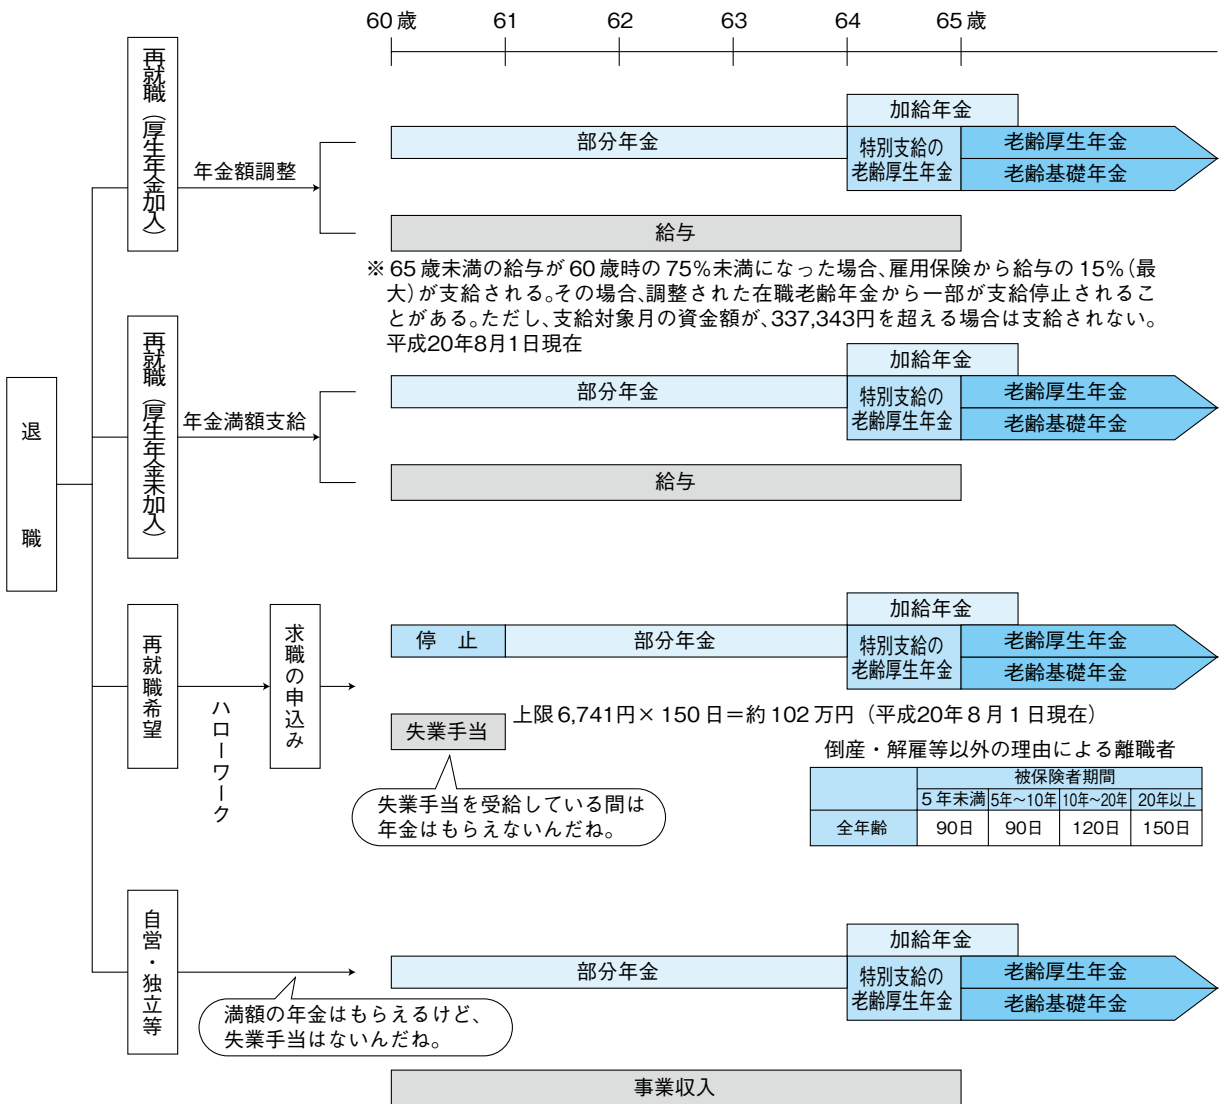 60歳 61 62 63 64 65歳
退職
再就職（厚生年金加入）
年金額調整
加給年金
部分年金
特別支給の
老齢厚生年金
老齢厚生年金
老齢基礎年金
給与
※65歳未満の給与が60歳時の75％未満になった場合、雇用保険から給与の15％（最
大）が支給される。その場合、調整された在職老齢年金から一部が支給停止されるこ
とがある。ただし、支給対象月の資金額が、337,343円を超える場合は支給されない。
平成20年8月1日現在
再就職（厚生年金未加入）
年金満額支給
加給年金
部分年金
特別支給の
老齢厚生年金
老齢厚生年金
老齢基礎年金
給与
再就職希望
ハローワーク
求職の申込み
加給年金
停　止
部分年金
特別支給の
老齢厚生年金
老齢厚生年金
老齢基礎年金
失業手当
上限6,741円×150日＝約102万円（平成20年8月1日現在）
失業手当を受給している間は
年金はもらえないんだね。
倒産・解雇等以外の理由による離職者
被保険者期間
5年未満 5年～10年 10年～20年 20年以上
全年齢 90日 90日 120日 150日
自営・独立等
満額の年金はもらえるけど、
失業手当はないんだね。
加給年金
部分年金
特別支給の
老齢厚生年金
老齢厚生年金
老齢基礎年金
事業収入